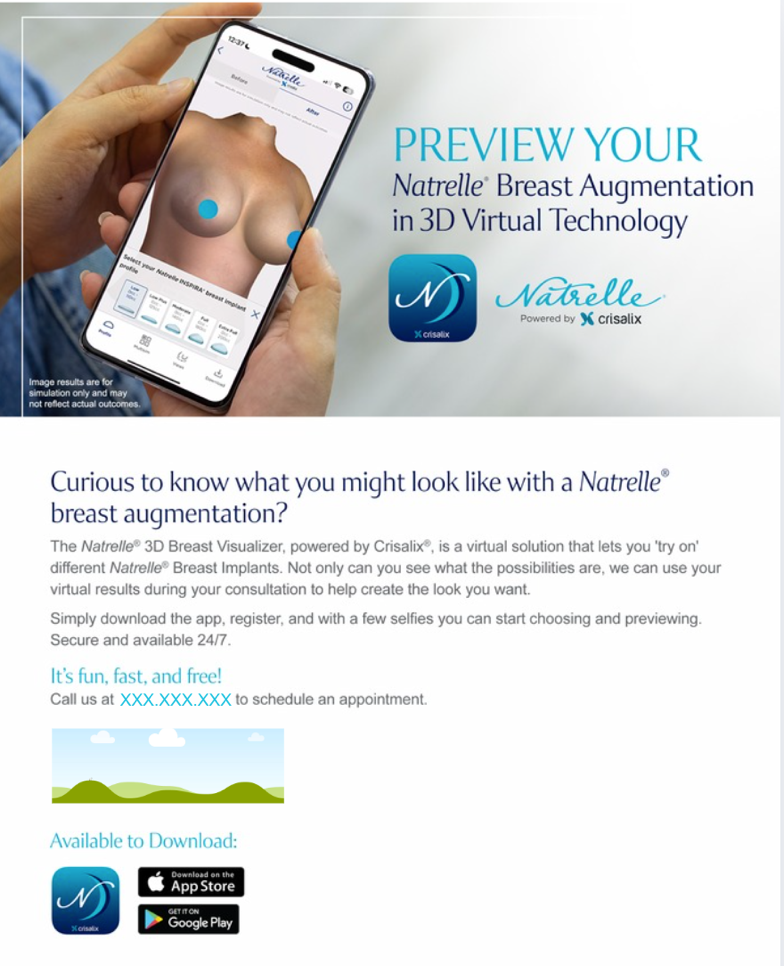 12:37
Natrelle
Before
After
Select your Natrelle INSPIRA® breast implant
profile
Low
Low Plus
Moderate
Full
Extra Full
Profile
Views
Download
Image results are for
simulation only and may
not reflect actual outcomes.
PREVIEW YOUR
Natrelle® Breast Augmentation
in 3D Virtual Technology
N
crisalix
Natrelle®
Powered by crisalix
Curious to know what you might look like with a Natrelle®
breast augmentation?
The Natrelle® 3D Breast Visualizer, powered by Crisalix®, is a virtual solution that lets you 'try on'
different Natrelle® Breast Implants. Not only can you see what the possibilities are, we can use your
virtual results during your consultation to help create the look you want.
Simply download the app, register, and with a few selfies you can start choosing and previewing.
Secure and available 24/7.
It's fun, fast, and free!
Call us at XXX.XXX.XXX to schedule an appointment.
Available to Download:
N
crisalix
Download on the
App Store
GET IT ON
Google Play